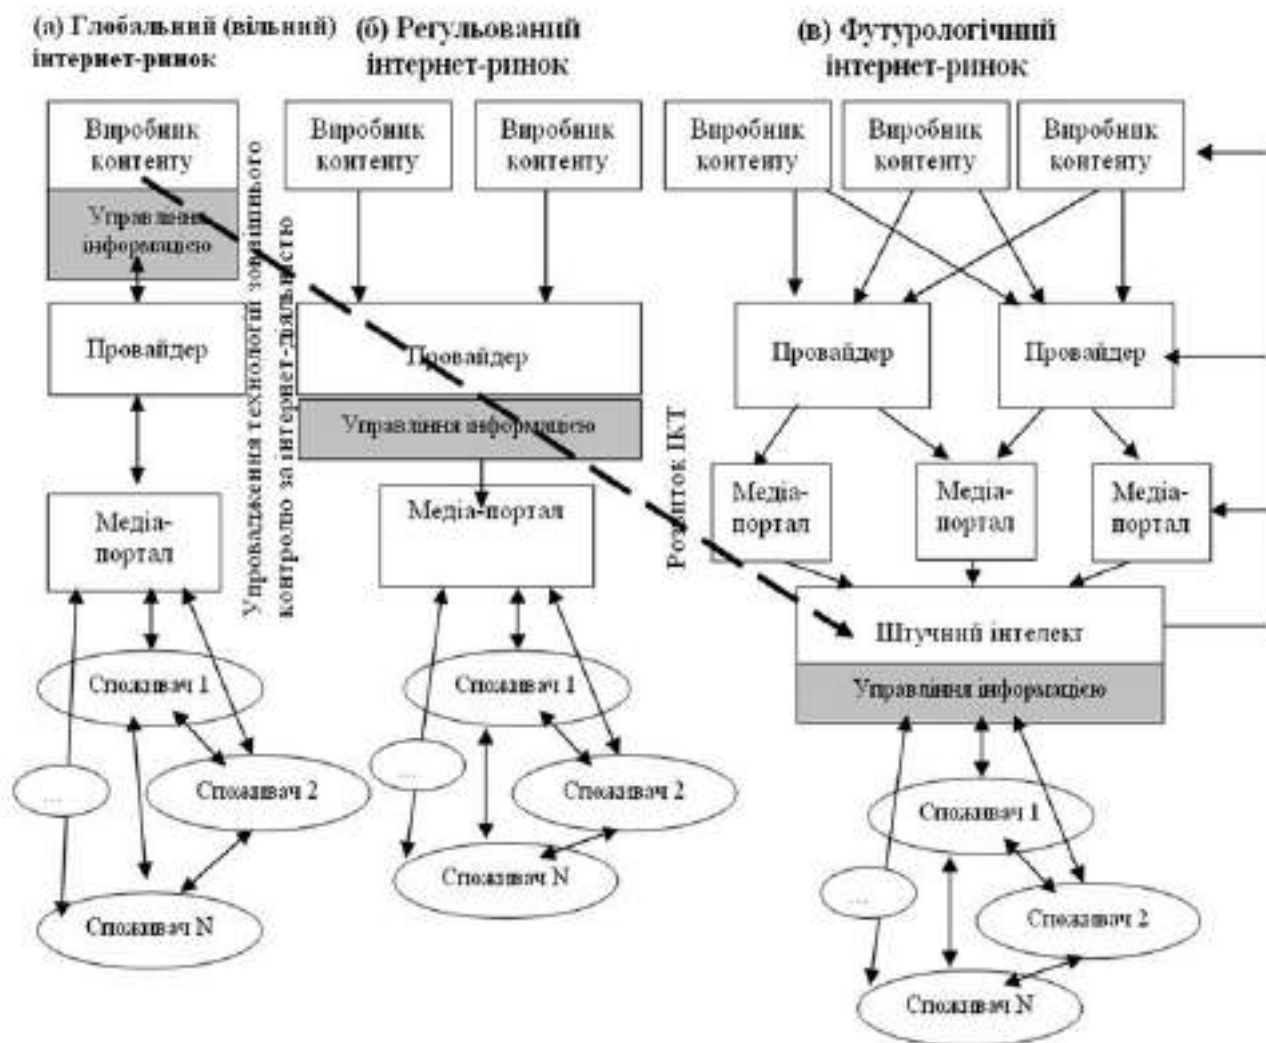 (а) Глобальний (вільний)
інтернет-ринок
Виробник
контенту
Управління
інформацією
Провайдер
Медіа-
портал
Споживач 1
...
Споживач 2
Споживач N
Упровадження технологій зовнішнього
контролю за інтернет-діяльністю
(б) Регульований
інтернет-ринок
Виробник
контенту
Виробник
контенту
Провайдер
Управління інформацією
Медіа-портал
Споживач 1
...
Споживач 2
Споживач N
Розвиток ІКТ
(в) Футурологічний
інтернет-ринок
Виробник
контенту
Виробник
контенту
Виробник
контенту
Провайдер
Провайдер
Медіа-
портал
Медіа-
портал
Медіа-
портал
Штучний інтелект
Управління інформацією
Споживач 1
...
Споживач 2
Споживач N